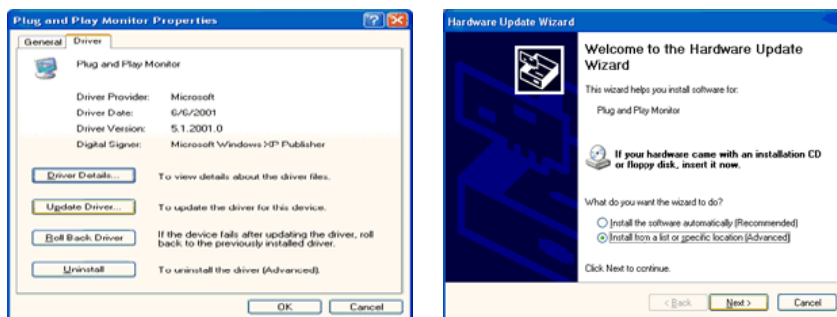 Plug and Play Monitor Properties
General Driver
Plug and Play Monitor
Driver Provider: Microsoft
Driver Date: 6/6/2001
Driver Version: 5.1.2001.0
Digital Signer: Microsoft Windows XP Publisher
Driver Details... To view details about the driver files.
Update Driver... To update the driver for this device.
Roll Back Driver If the device fails after updating the driver, roll
back to the previously installed driver.
Uninstall To uninstall the driver (Advanced).
OK Cancel
Hardware Update Wizard
Welcome to the Hardware Update
Wizard
This wizard helps you install software for:
Plug and Play Monitor
If your hardware came with an installation CD
or floppy disk, insert it now.
What do you want the wizard to do?
Install the software automatically (Recommended)
Install from a list or specific location (Advanced)
Click Next to continue.
< Back Next > Cancel